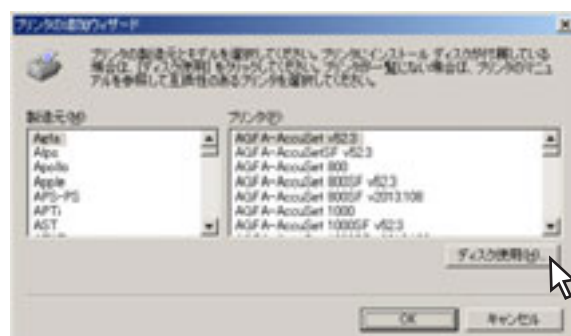 プリンタの追加ウィザード
プリンタの製造元とモデルを選択してください。プリンタにインストール ディスクが付属している
場合は、[ディスク使用] をクリックしてください。プリンタが一覧にない場合は、プリンタのマニュ
アルを参照して互換性のあるプリンタを選択してください。
製造元(M)
プリンタ(P)
Agfa
Alps
Apollo
Apple
APS-PS
APTi
AST
AGFA-AccuSet v52.3
AGFA-AccuSetSF v52.3
AGFA-AccuSet 800
AGFA-AccuSet 800SF v52.3
AGFA-AccuSet 800SF v2013.108
AGFA-AccuSet 1000
AGFA-AccuSet 1000SF v52.3
ディスク使用(H)...
OK
キャンセル